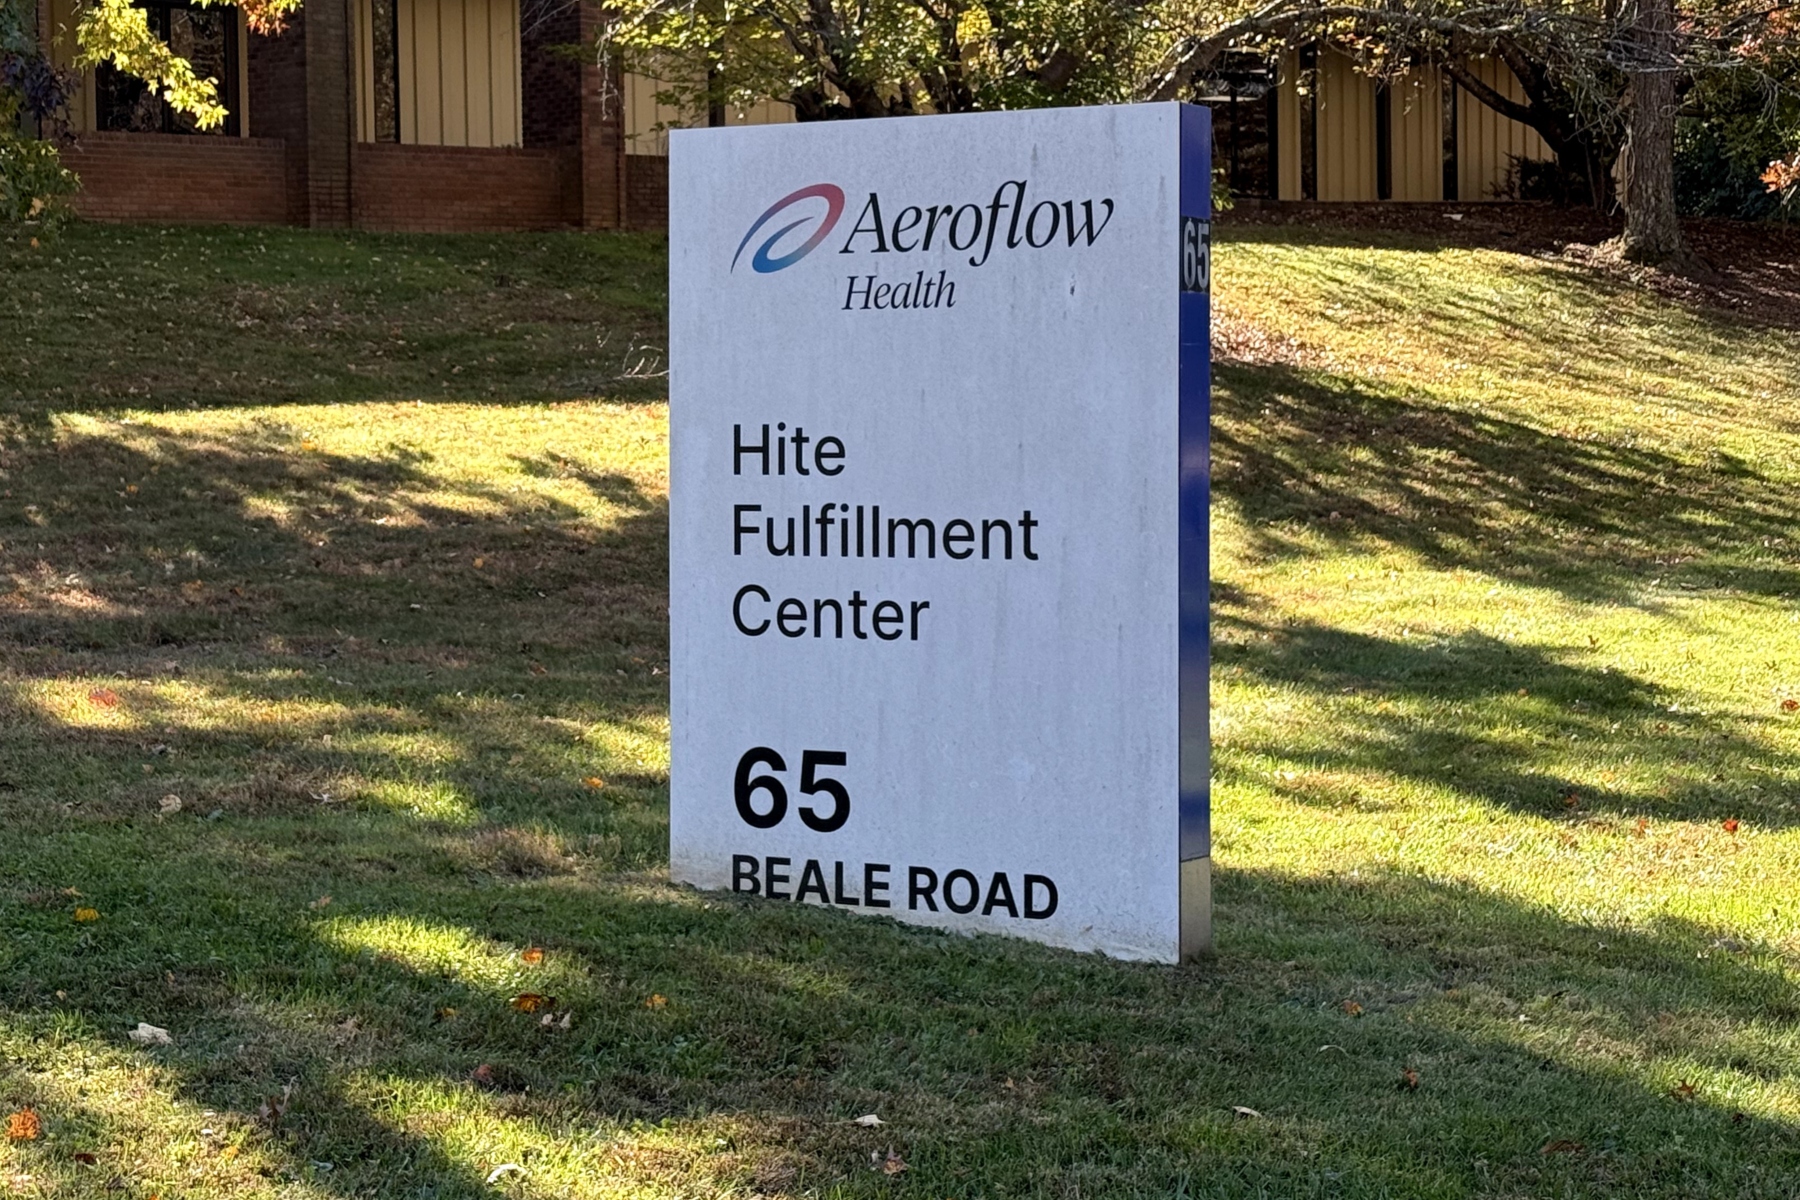 Aeroflow
Health
65
Hite
Fulfillment
Center
65
BEALE ROAD